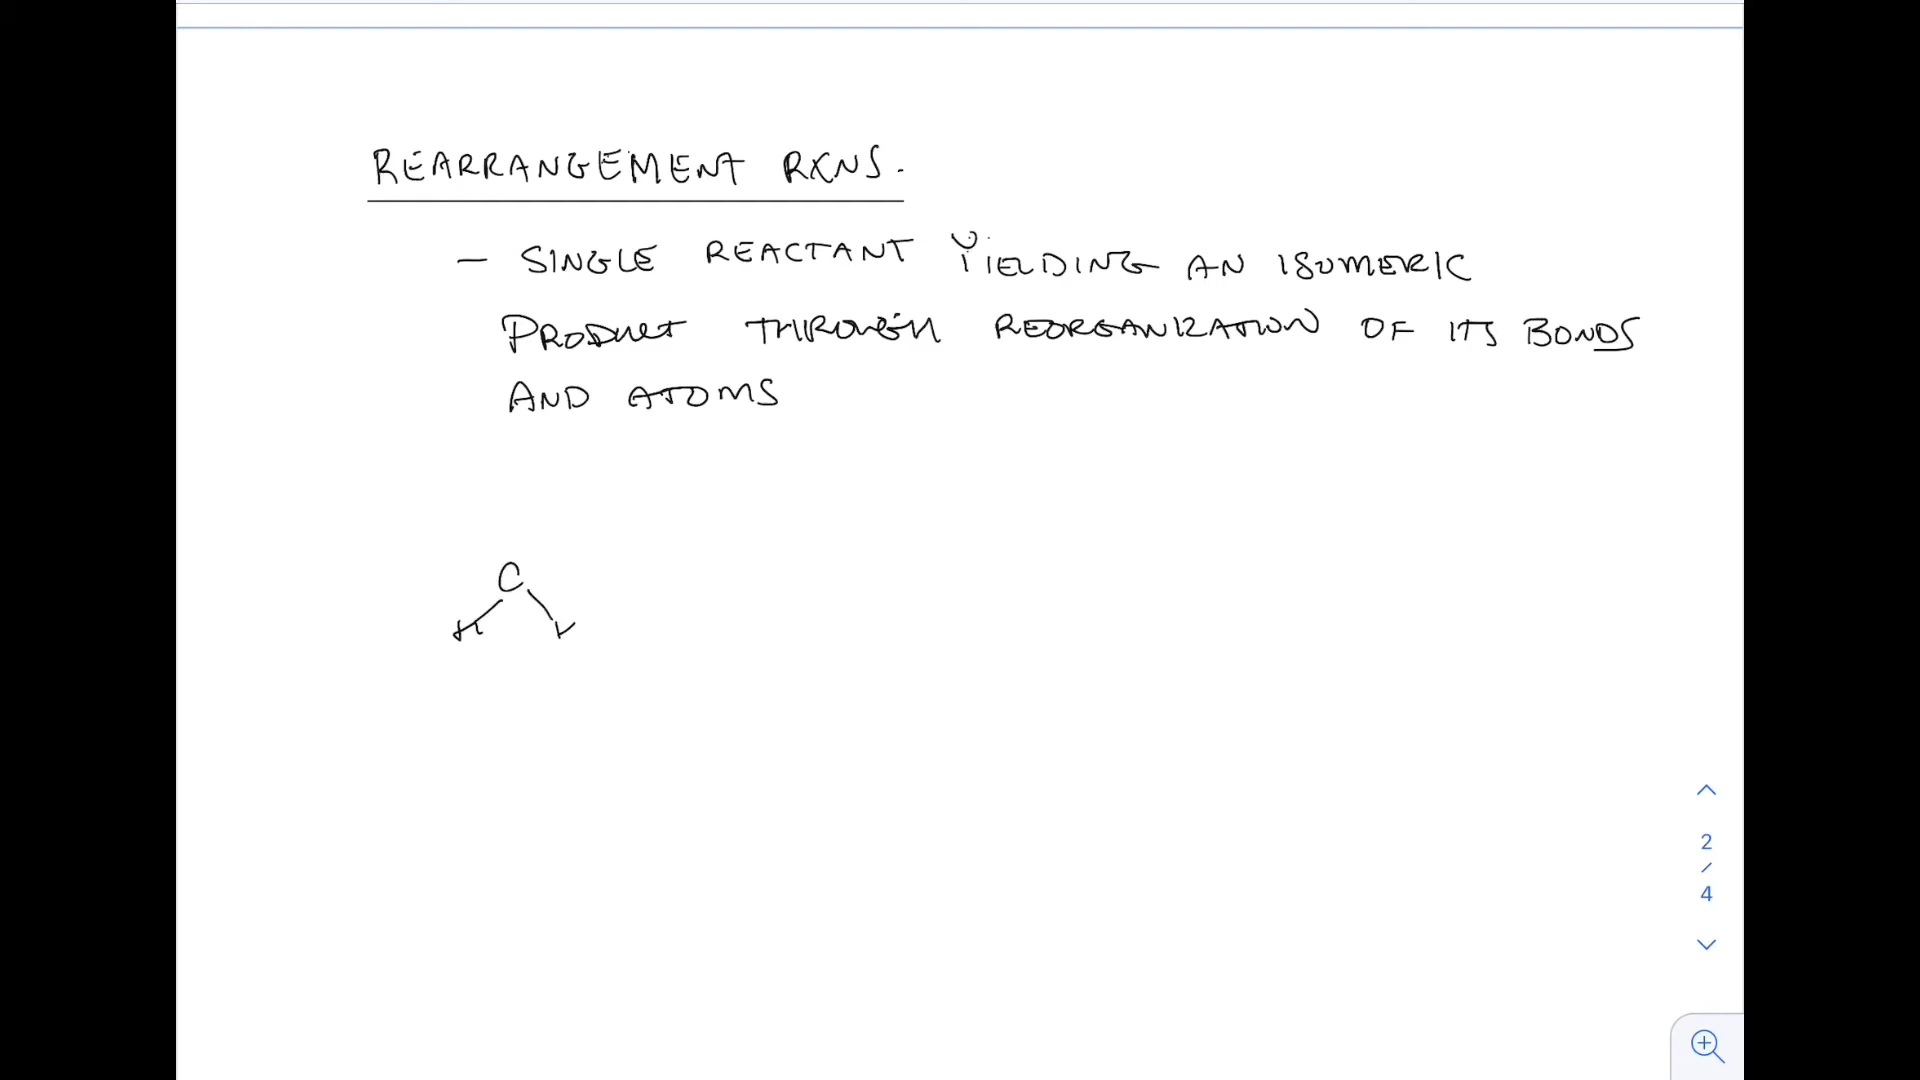 REARRANGEMENT RXNS.
- SINGLE REACTANT YIELDING AN ISOMERIC
PRODUCT THROUGH REORGANIZATION OF ITS BONDS
AND ATOMS
C
H
2
/
4